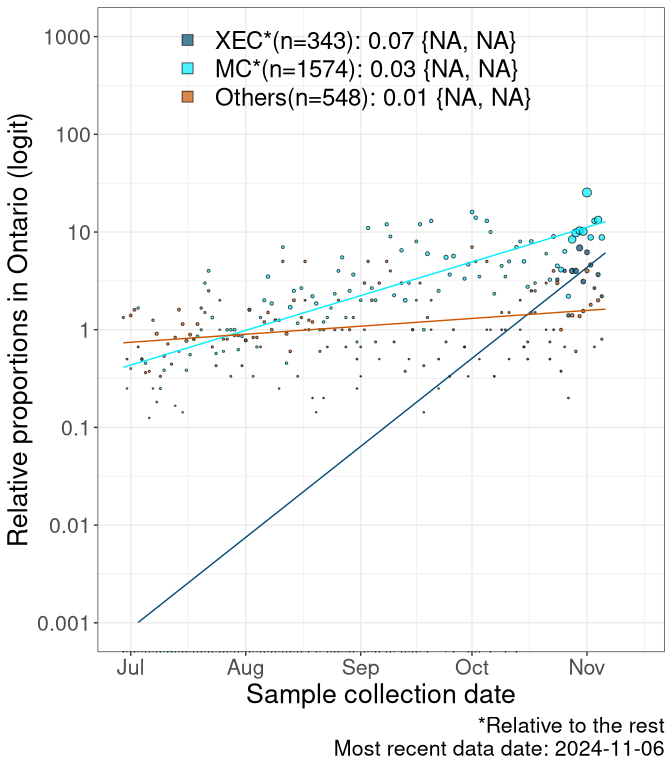 XEC*(n=343): 0.07 {NA, NA}
MC*(n=1574): 0.03 {NA, NA}
Others(n=548): 0.01 {NA, NA}
Relative proportions in Ontario (logit)
1000
100
10
1
0.1
0.01
0.001
Jul Aug Sep Oct Nov
Sample collection date
*Relative to the rest
Most recent data date: 2024-11-06